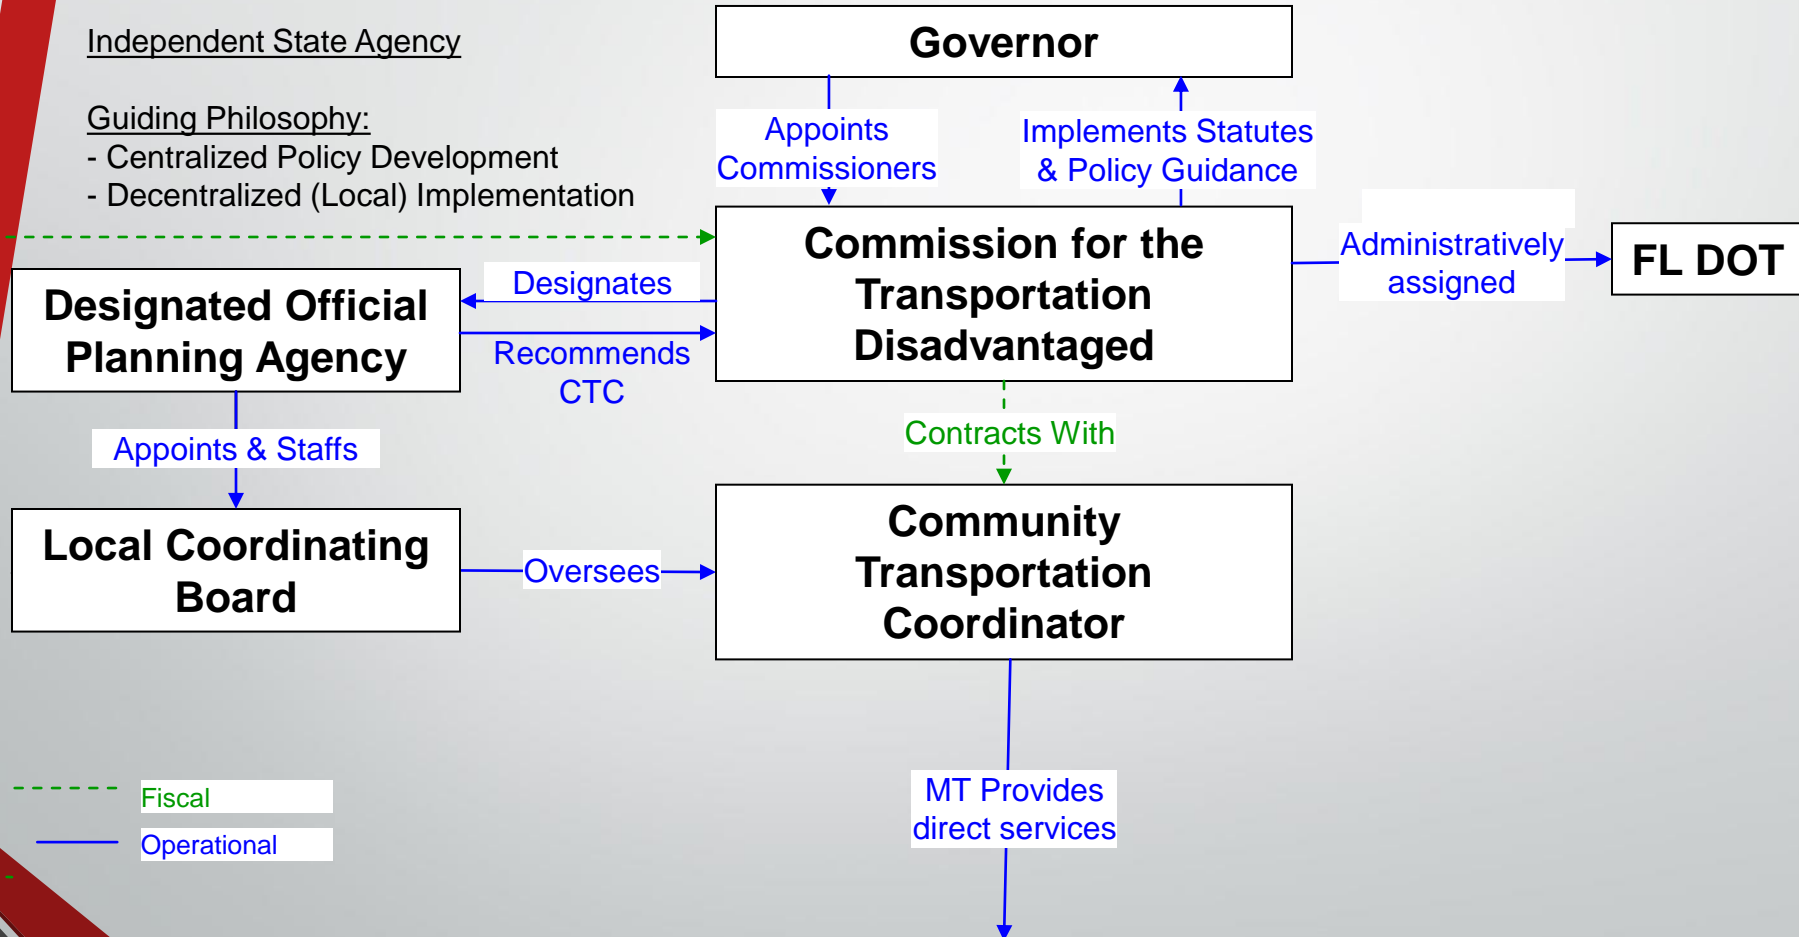 Independent State Agency
Guiding Philosophy:
- Centralized Policy Development
- Decentralized (Local) Implementation
Governor
Appoints
Commissioners
Implements Statutes
& Policy Guidance
Commission for the
Transportation
Disadvantaged
Administratively
assigned
FL DOT
Designated Official
Planning Agency
Designates
Recommends
CTC
Appoints & Staffs
Contracts With
Local Coordinating
Board
Oversees
Community
Transportation
Coordinator
MT Provides
direct services
Fiscal
Operational